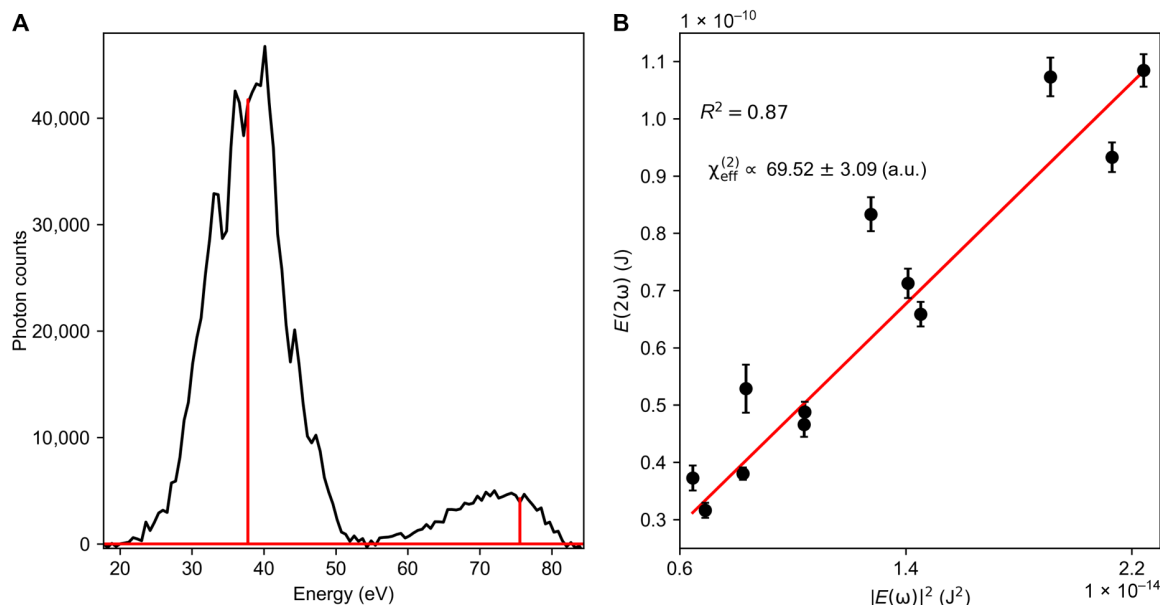 A
Photon counts
40,000
30,000
20,000
10,000
0
20 30 40 50 60 70 80
Energy (eV)
B
1 × 10⁻¹⁰
E(2ω) (J)
1.1
1.0
0.9
0.8
0.7
0.6
0.5
0.4
0.3
R² = 0.87
χ_eff^(2) ∝ 69.52 ± 3.09 (a.u.)
0.6 1.4 2.2
|E(ω)|² (J²)
1 × 10⁻¹⁴